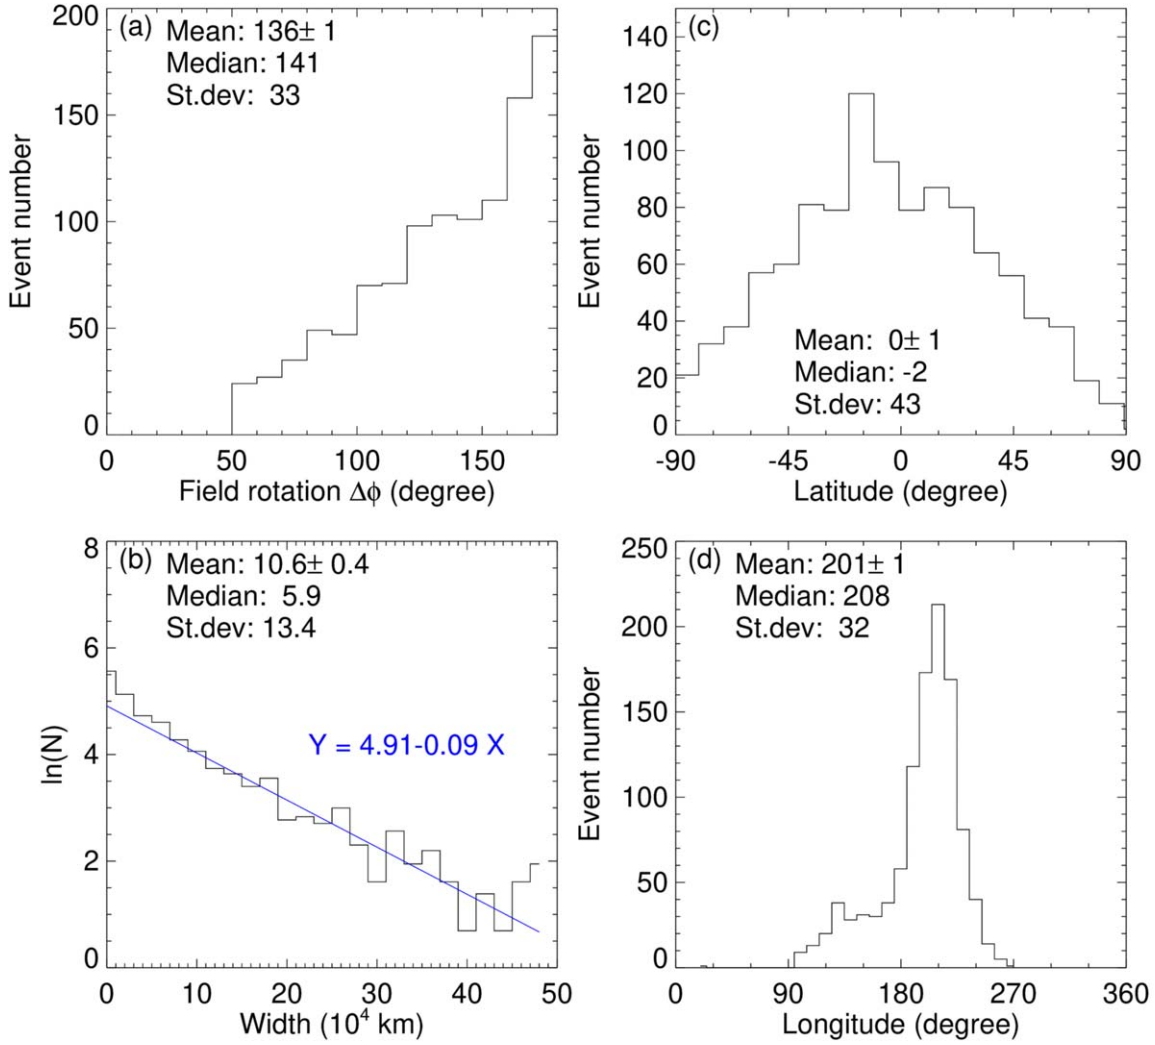 (a) Mean: 136± 1
Median: 141
St.dev: 33
200
150
100
50
0
Event number
0 50 100 150
Field rotation Δϕ (degree)
(c)
140
120
100
80
60
40
20
0
Event number
Mean: 0± 1
Median: -2
St.dev: 43
-90 -45 0 45 90
Latitude (degree)
(b) Mean: 10.6± 0.4
Median: 5.9
St.dev: 13.4
8
6
4
2
0
ln(N)
Y = 4.91-0.09 X
0 10 20 30 40 50
Width (10⁴ km)
(d) Mean: 201± 1
Median: 208
St.dev: 32
250
200
150
100
50
0
Event number
0 90 180 270 360
Longitude (degree)